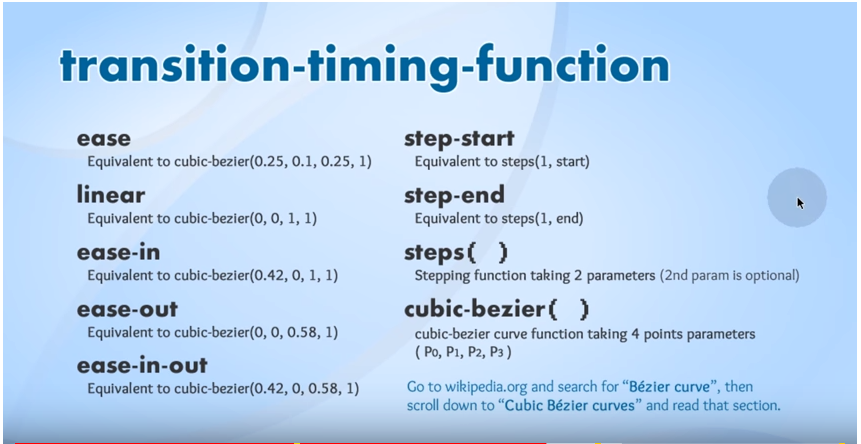 transition-timing-function
ease
Equivalent to cubic-bezier(0.25, 0.1, 0.25, 1)
linear
Equivalent to cubic-bezier(0, 0, 1, 1)
ease-in
Equivalent to cubic-bezier(0.42, 0, 1, 1)
ease-out
Equivalent to cubic-bezier(0, 0, 0.58, 1)
ease-in-out
Equivalent to cubic-bezier(0.42, 0, 0.58, 1)
step-start
Equivalent to steps(1, start)
step-end
Equivalent to steps(1, end)
steps( )
Stepping function taking 2 parameters (2nd param is optional)
cubic-bezier( )
cubic-bezier curve function taking 4 points parameters
( P0, P1, P2, P3 )
Go to wikipedia.org and search for “Bézier curve”, then
scroll down to “Cubic Bézier curves” and read that section.